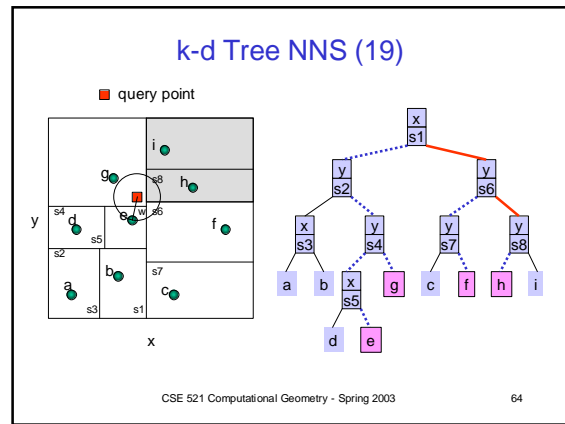 k-d Tree NNS (19)
query point
i
g
s8
h
s4
d
e
w
s6
y
s5
f
s2
b
s7
a
c
s3
s1
x
x
s1
y
s2
y
s6
x
s3
y
s4
y
s7
y
s8
a
b
x
s5
g
c
f
h
i
d
e
CSE 521 Computational Geometry - Spring 2003
64